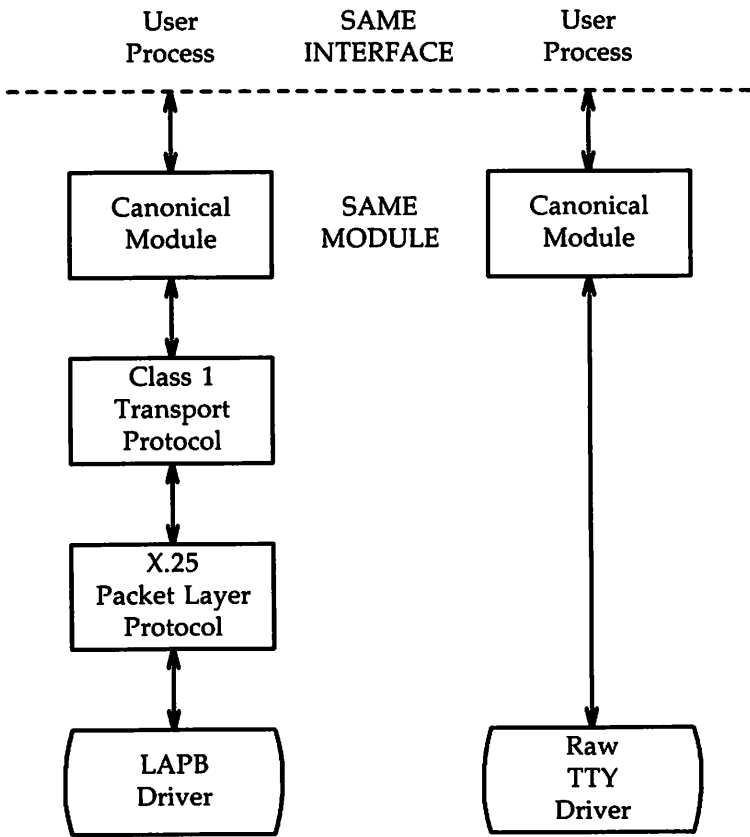 User
Process
SAME
INTERFACE
User
Process
Canonical
Module
SAME
MODULE
Canonical
Module
Class 1
Transport
Protocol
X.25
Packet Layer
Protocol
LAPB
Driver
Raw
TTY
Driver